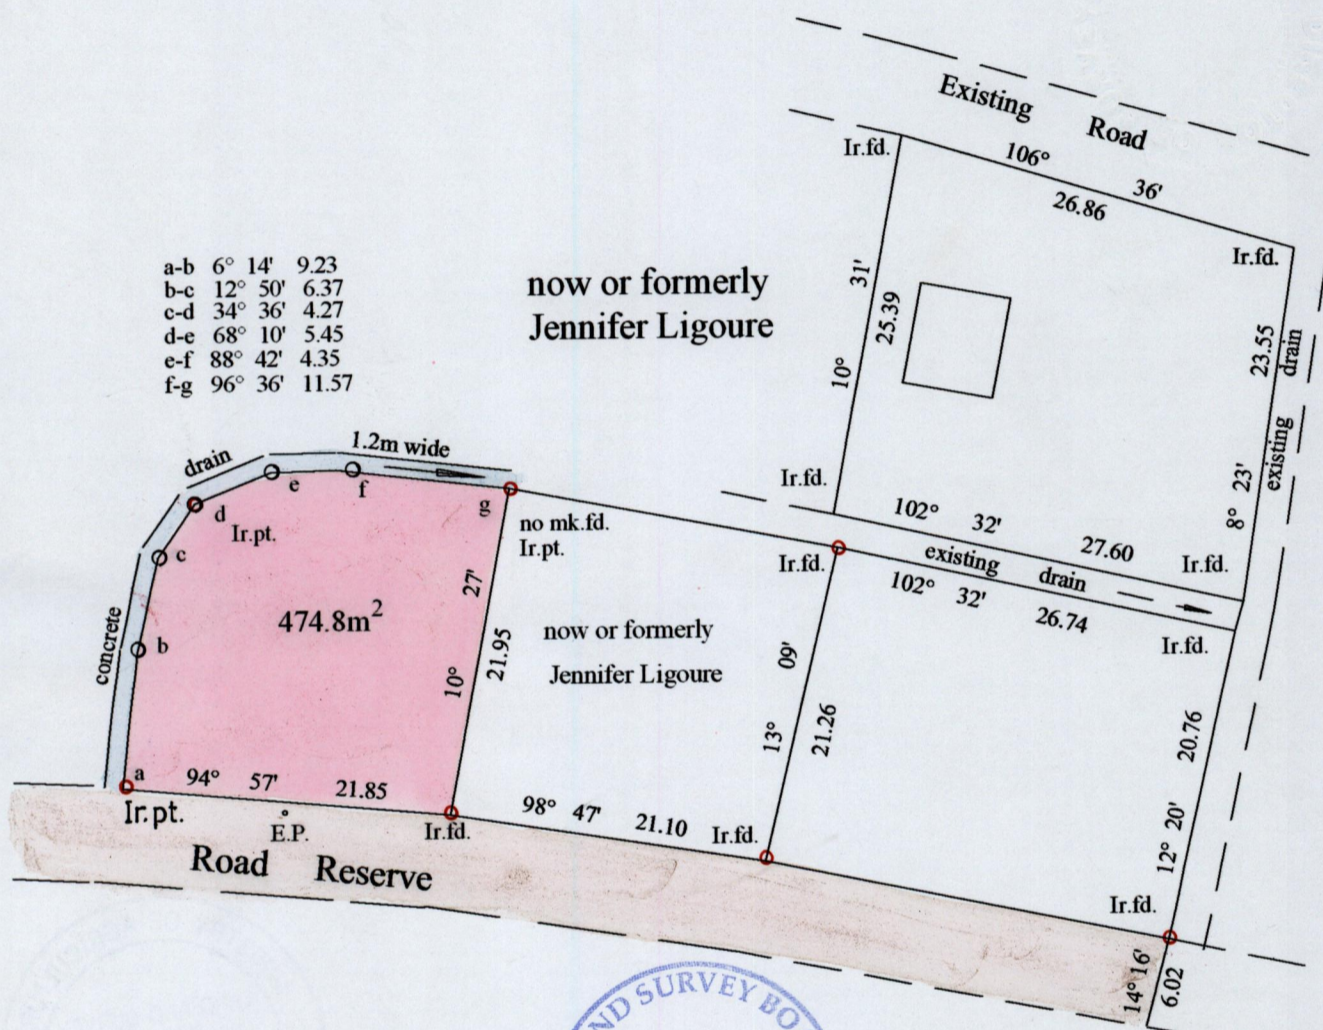 Existing Road
Ir.fd.
106° 36'
26.86
Ir.fd.
a-b 6° 14' 9.23
b-c 12° 50' 6.37
c-d 34° 36' 4.27
d-e 68° 10' 5.45
e-f 88° 42' 4.35
f-g 96° 36' 11.57
now or formerly
Jennifer Ligoure
10° 31'
25.39
8° 23' 23.55
existing drain
Ir.fd.
102° 32' 27.60
Ir.fd.
existing drain
Ir.fd.
102° 32' 26.74
Ir.fd.
concrete drain 1.2m wide
a
b
c
d
e
f
g
Ir.pt.
no mk.fd.
Ir.pt.
474.8m²
10° 27'
21.95
now or formerly
Jennifer Ligoure
13° 09'
21.26
12° 20' 20.76
94° 57' 21.85
Ir.pt.
E.P.
Ir.fd.
98° 47' 21.10
Ir.fd.
Ir.fd.
Road Reserve
14° 16'
6.02
ND SURVEY BO